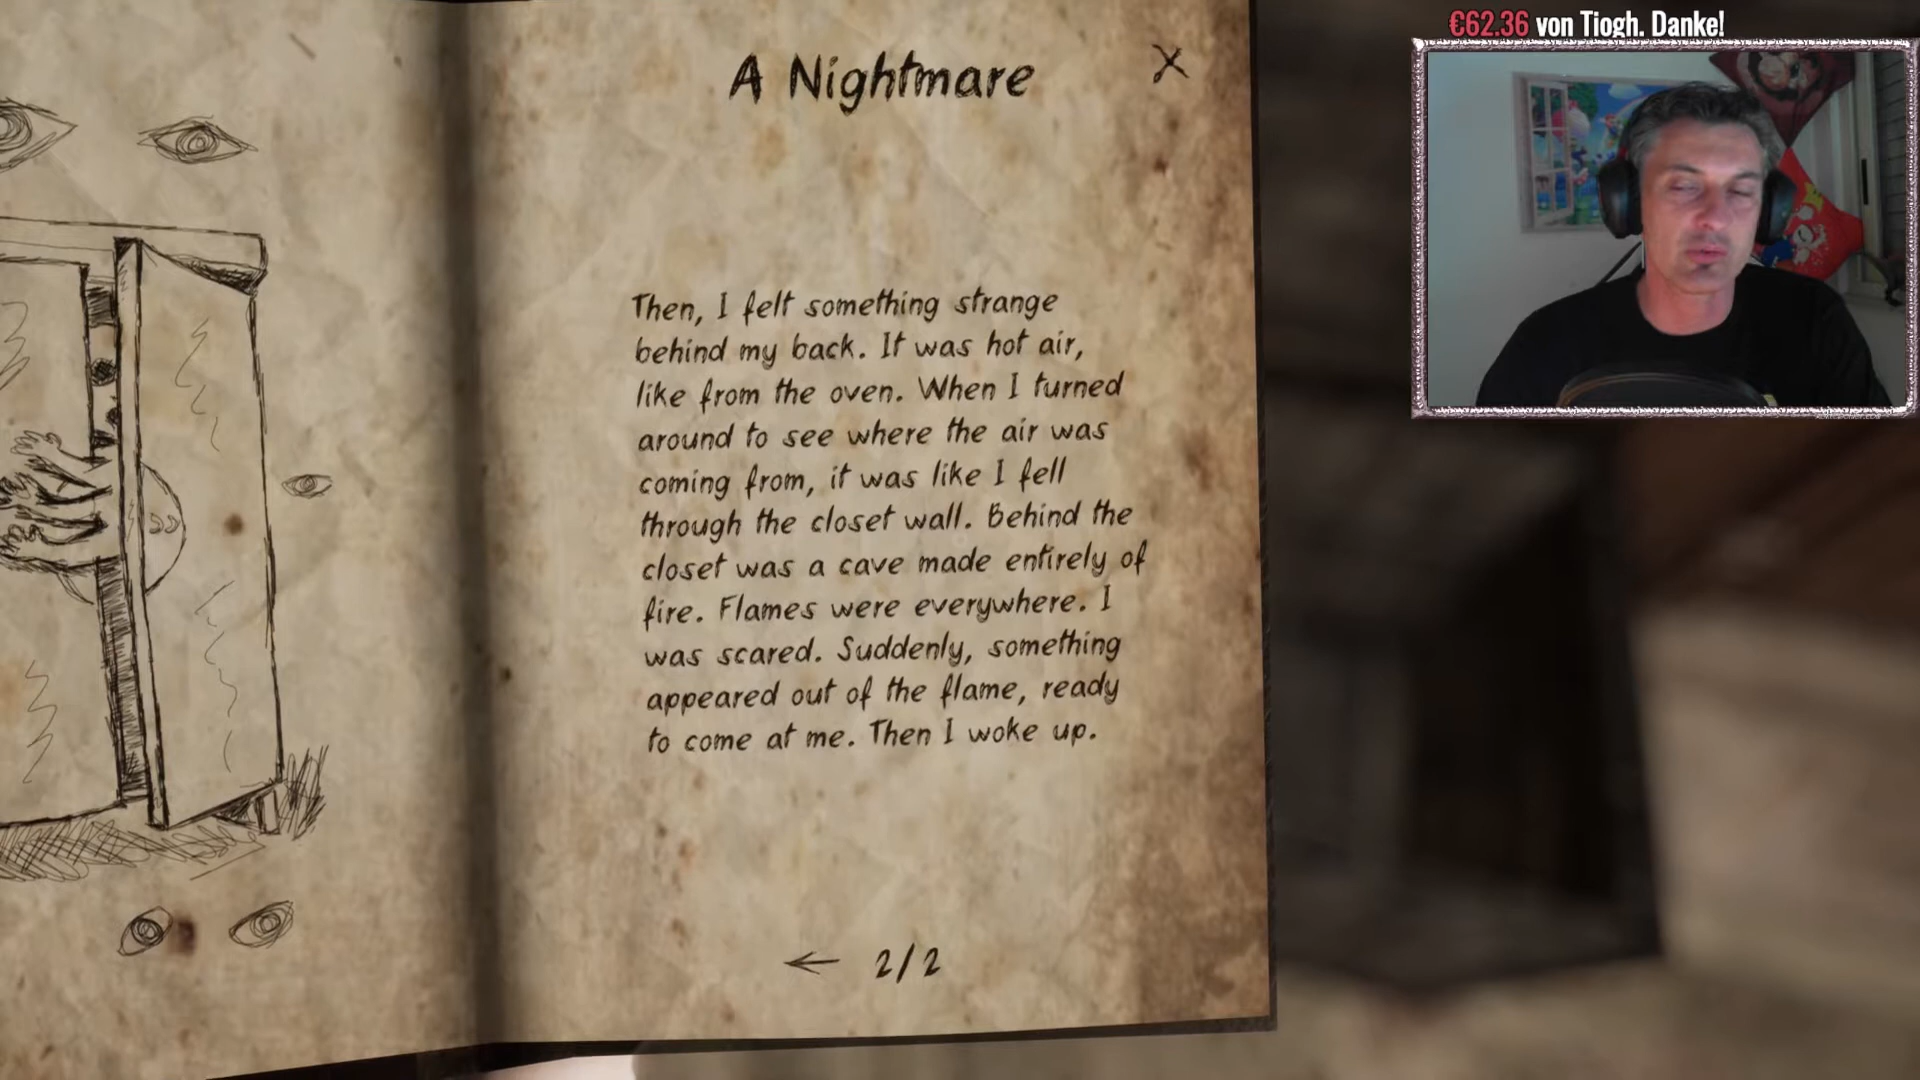 €62.36 von Tiogh. Danke!
A Nightmare
X
Then, I felt something strange
behind my back. It was hot air,
like from the oven. When I turned
around to see where the air was
coming from, it was like I fell
through the closet wall. Behind the
closet was a cave made entirely of
fire. Flames were everywhere. I
was scared. Suddenly, something
appeared out of the flame, ready
to come at me. Then I woke up.
← 2/2